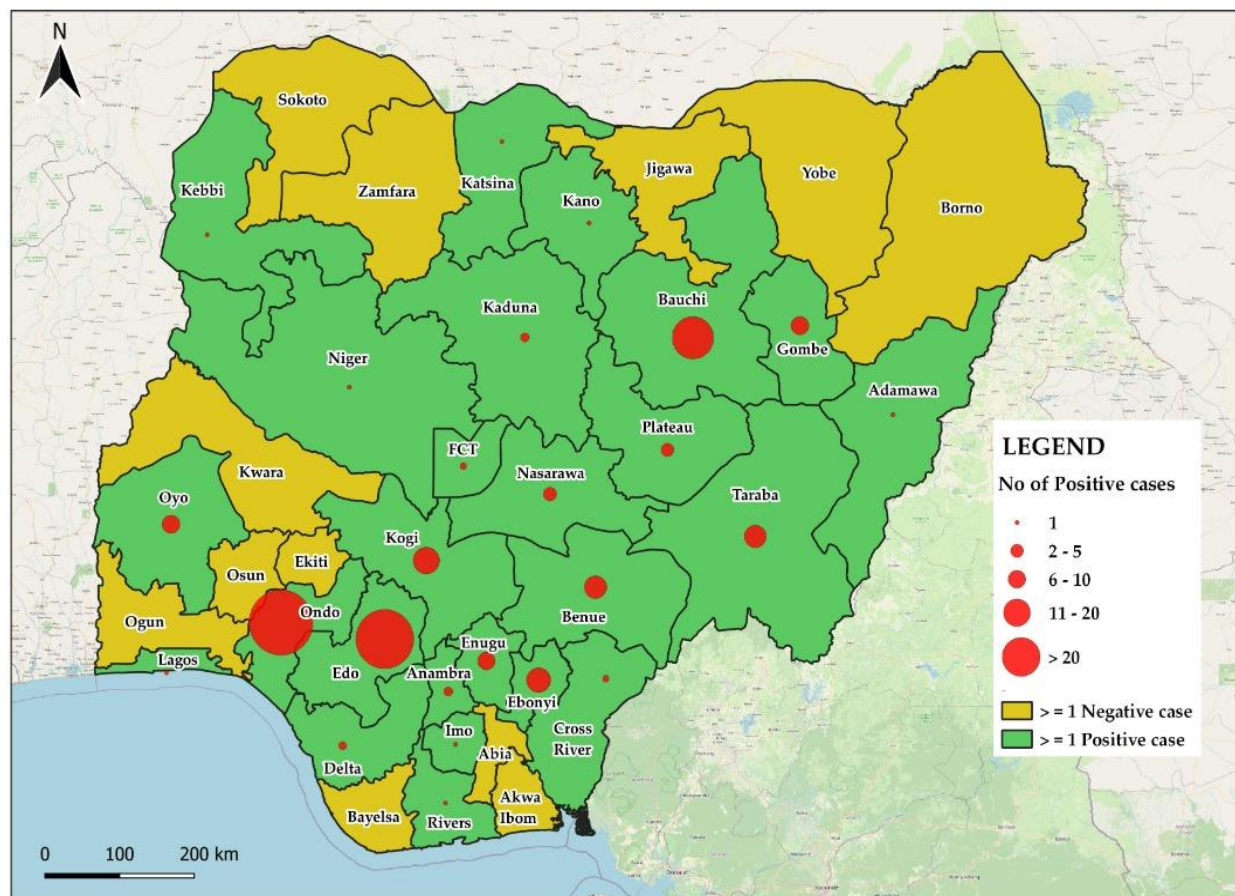 N
Sokoto
Kebbi
Zamfara
Katsina
Kano
Jigawa
Yobe
Borno
Kaduna
Bauchi
Gombe
Niger
Adamawa
FCT
Plateau
Nasarawa
Kwara
Taraba
Oyo
Kogi
Osun
Ekiti
Ogun
Ondo
Benue
Lagos
Edo
Enugu
Anambra
Ebonyi
Cross
River
Imo
Abia
Delta
Akwa
Ibom
Bayelsa
Rivers
LEGEND
No of Positive cases
1
2 - 5
6 - 10
11 - 20
> 20
> = 1 Negative case
> = 1 Positive case
0 100 200 km